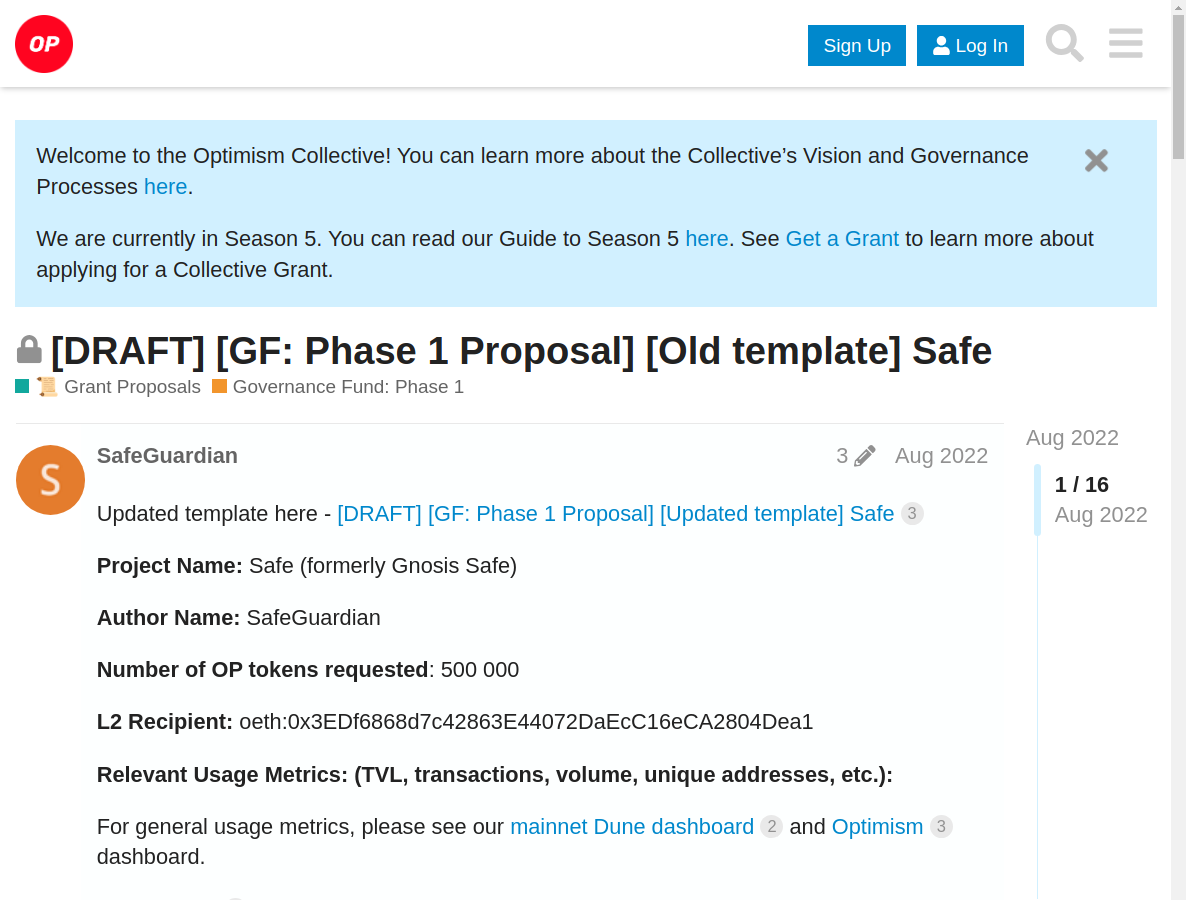 OP
Sign Up
Log In
Welcome to the Optimism Collective! You can learn more about the Collective’s Vision and Governance
Processes here.
We are currently in Season 5. You can read our Guide to Season 5 here. See Get a Grant to learn more about
applying for a Collective Grant.
[DRAFT] [GF: Phase 1 Proposal] [Old template] Safe
📜 Grant Proposals Governance Fund: Phase 1
S
SafeGuardian
3
Aug 2022
Updated template here - [DRAFT] [GF: Phase 1 Proposal] [Updated template] Safe 3
Project Name: Safe (formerly Gnosis Safe)
Author Name: SafeGuardian
Number of OP tokens requested: 500 000
L2 Recipient: oeth:0x3EDf6868d7c42863E44072DaEcC16eCA2804Dea1
Relevant Usage Metrics: (TVL, transactions, volume, unique addresses, etc.):
For general usage metrics, please see our mainnet Dune dashboard 2 and Optimism 3
dashboard.
Aug 2022
1 / 16
Aug 2022